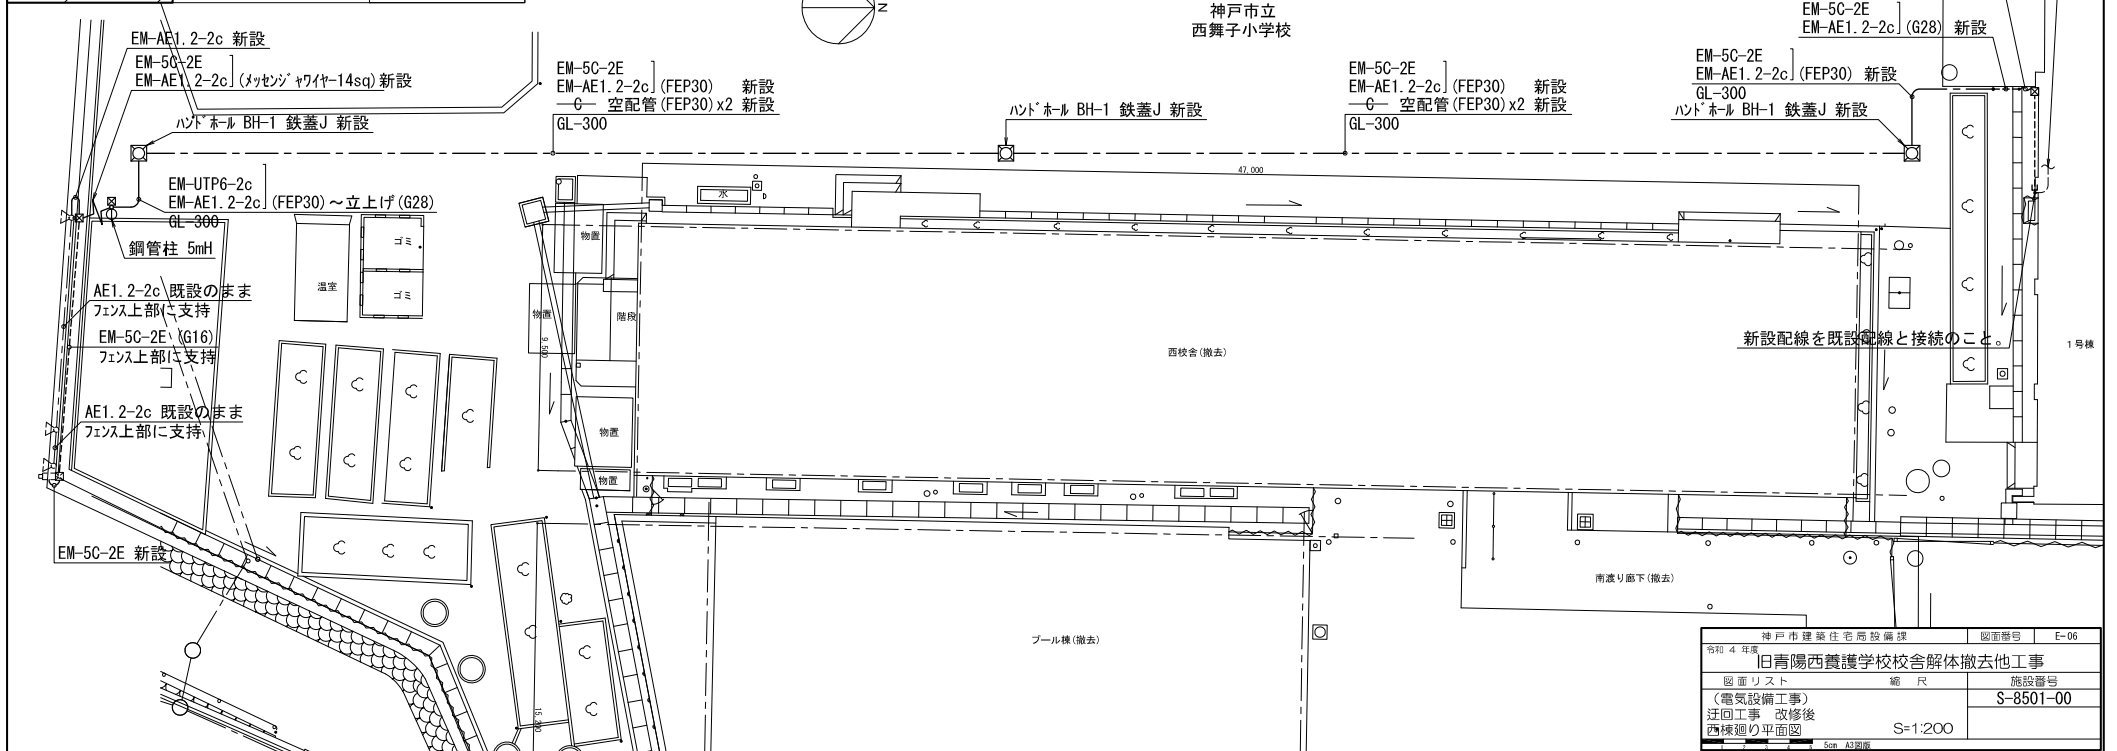 神戸市立
西舞子小学校
N
EM-AE1.2-2c 新設
EM-5C-2E
EM-AE1.2-2c (メッセンジャワイヤー14sq) 新設
ハンドホール BH-1 鉄蓋J 新設
EM-5C-2E
EM-AE1.2-2c (FEP30) 新設
C 空配管(FEP30)x2 新設
GL-300
ハンドホール BH-1 鉄蓋J 新設
EM-5C-2E
EM-AE1.2-2c (FEP30) 新設
C 空配管(FEP30)x2 新設
GL-300
EM-5C-2E
EM-AE1.2-2c (G28) 新設
EM-5C-2E
EM-AE1.2-2c (FEP30) 新設
GL-300
ハンドホール BH-1 鉄蓋J 新設
EM-UTP6-2c
EM-AE1.2-2c (FEP30)～立上げ(G28)
GL-300
鋼管柱 5mH
AE1.2-2c 既設のまま
フェンス上部に支持
EM-5C-2E (G16)
フェンス上部に支持
AE1.2-2c 既設のまま
フェンス上部に支持
EM-5C-2E 新設
47,000
水
ゴミ
ゴミ
温室
物置
物置
階段
9,500
物置
物置
西校舎(撤去)
新設配線を既設配線と接続のこと。
1号棟
南渡り廊下(撤去)
プール棟(撤去)
15,200
神戸市建築住宅局設備課
図面番号
E-06
令和 4 年度
旧青陽西養護学校校舎解体撤去他工事
図面リスト
縮 尺
施設番号
(電気設備工事)
迂回工事 改修後
西棟廻り平面図
S=1:200
S-8501-00
1 2 3 4 5 5cm A3図版